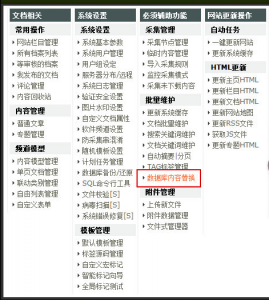 文档相关
常用操作
网站栏目管理
所有档案列表
等审核的档案
我发布的文档
评论管理
内容回收站
内容管理
普通文章
专题管理
频道模型
内容模型管理
单页文档管理
联动类别管理
自由列表管理
自定义表单
系统设置
系统设置
系统基本参数
系统用户管理
用户组设定
服务器分布/远程
系统日志管理
验证安全设置
图片水印设置
自定义文档属性
软件频道设置
防采集串混淆
随机模板设置
计划任务管理
数据库备份/还原
SQL命令行工具
文件校验[S]
病毒扫描[S]
系统错误修复[S]
模板管理
默认模板管理
标签源码管理
自定义宏标记
智能标记向导
全局标记测试
必须辅助功能
采集管理
采集节点管理
临时内容管理
导入采集规则
监控采集模式
采集未下载内容
批量维护
更新系统缓存
文档批量维护
搜索关键词维护
文档关键词维护
自动摘要|分页
TAG标签管理
数据库内容替换
附件管理
上传新文件
附件数据管理
文件式管理器
网站更新操作
自动任务
一键更新网站
更新系统缓存
HTML更新
更新主页HTML
更新栏目HTML
更新文档HTML
更新网站地图
更新RSS文件
获取JS文件
更新专题HTML